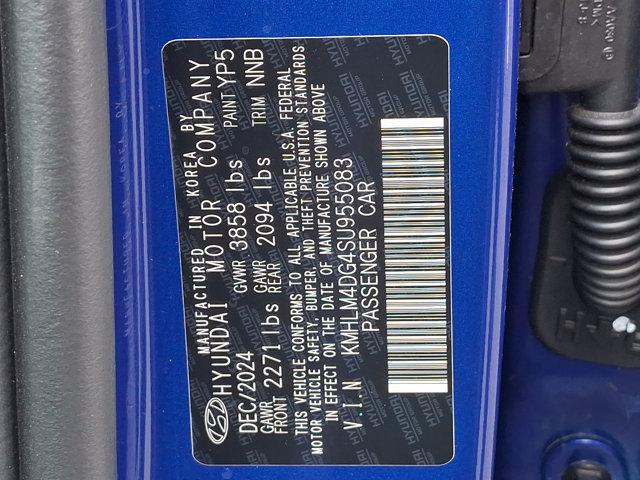 MANUFACTURED IN KOREA BY
HYUNDAI MOTOR COMPANY
DEC/2024 GVWR 3858 lbs PAINT YP5
GAWR FRONT 2271 lbs GAWR REAR 2094 lbs TRIM NNB
THIS VEHICLE CONFORMS TO ALL APPLICABLE U.S.A. FEDERAL
MOTOR VEHICLE SAFETY, BUMPER, AND THEFT PREVENTION STANDARDS
IN EFFECT ON THE DATE OF MANUFACTURE SHOWN ABOVE
V.I.N KMHLM4DG4SU955083
PASSENGER CAR